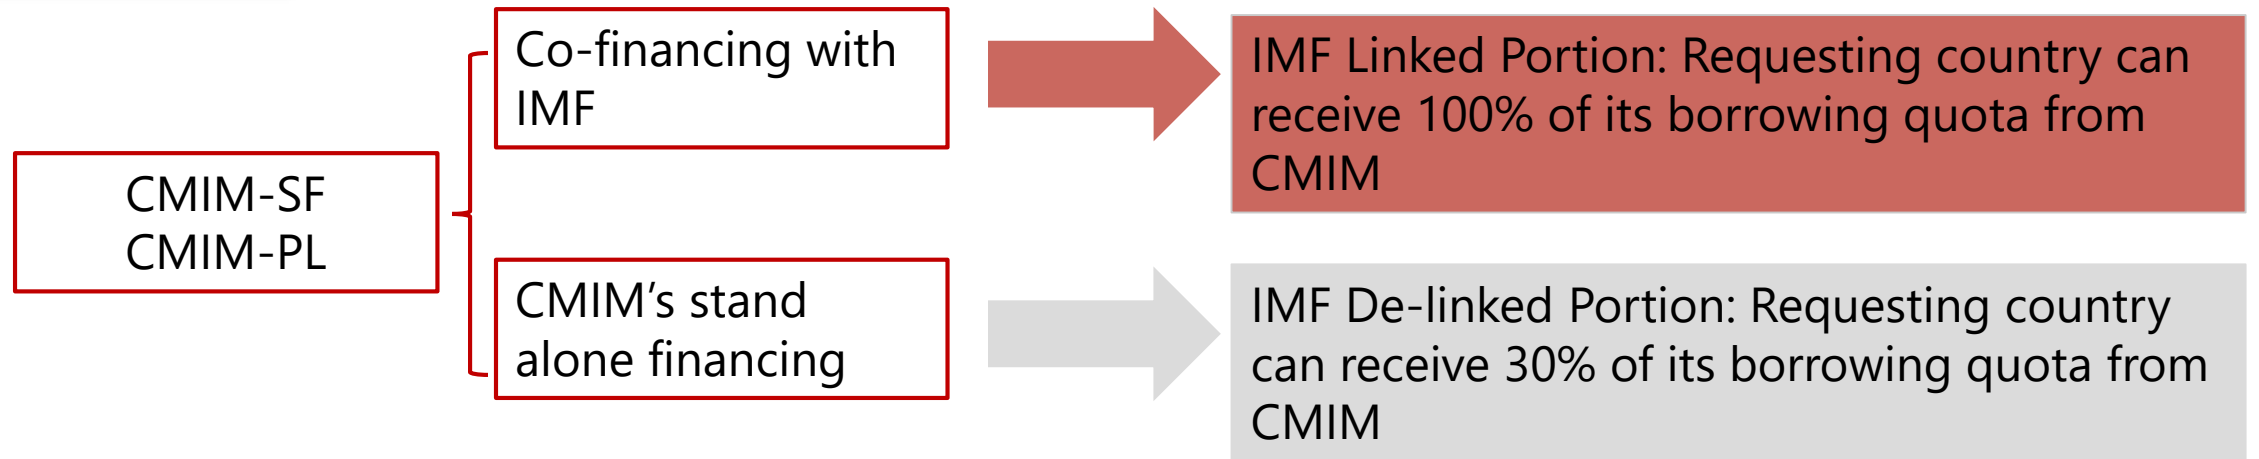 CMIM-SF
CMIM-PL
Co-financing with
IMF
IMF Linked Portion: Requesting country can
receive 100% of its borrowing quota from
CMIM
CMIM’s stand
alone financing
IMF De-linked Portion: Requesting country
can receive 30% of its borrowing quota from
CMIM